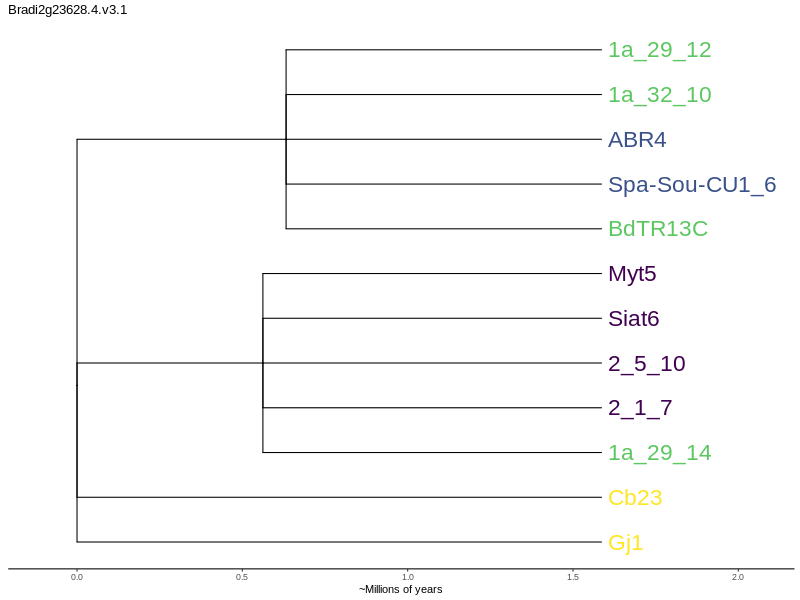 Bradi2g23628.4.v3.1
1a_29_12
1a_32_10
ABR4
Spa-Sou-CU1_6
BdTR13C
Myt5
Siat6
2_5_10
2_1_7
1a_29_14
Cb23
Gj1
0.0 0.5 1.0 1.5 2.0
~Millions of years